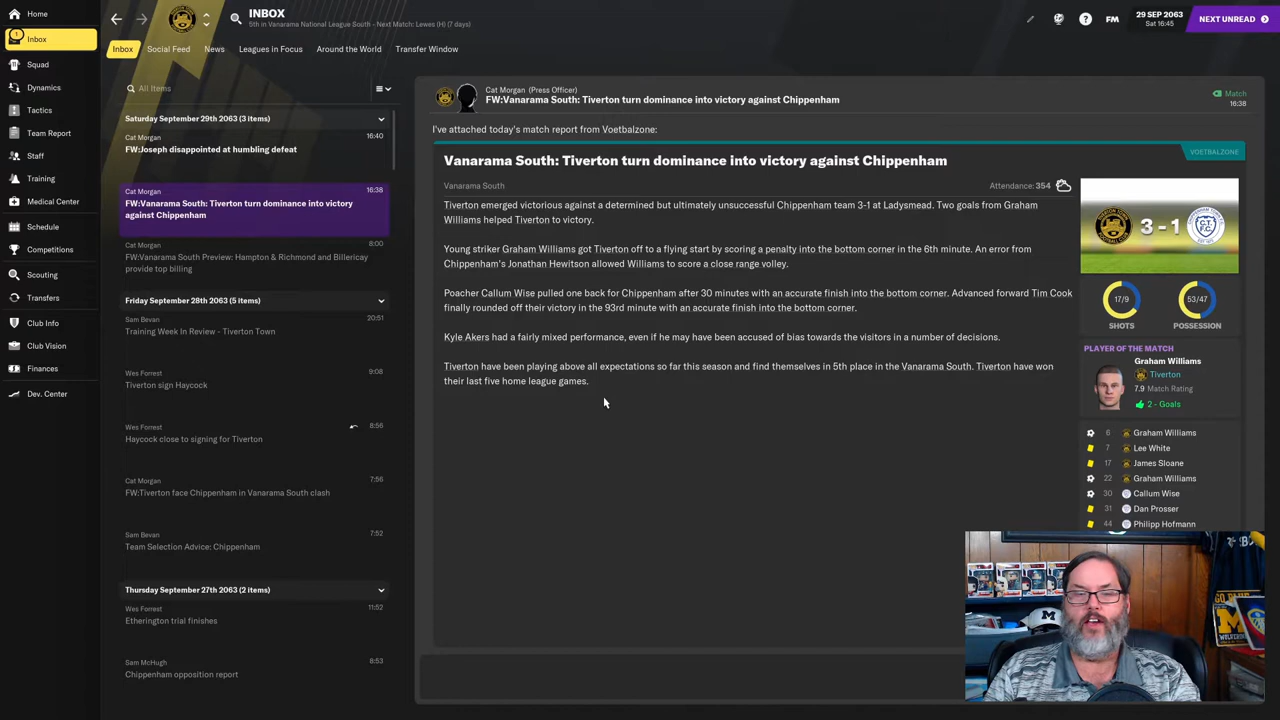 Home
Inbox
Squad
Dynamics
Tactics
Team Report
Staff
Training
Medical Center
Schedule
Competitions
Scouting
Transfers
Club Info
Club Vision
Finances
Dev. Center
INBOX
5th in Vanarama National League South - Next Match: Lewes (H) (7 days)
FM
29 SEP 2063
Sat 16:45
NEXT UNREAD
Inbox
Social Feed
News
Leagues in Focus
Around the World
Transfer Window
All Items
Saturday September 29th 2063 (3 items)
Cat Morgan
16:40
FW:Joseph disappointed at humbling defeat
Cat Morgan
16:38
FW:Vanarama South: Tiverton turn dominance into victory
against Chippenham
Cat Morgan
8:00
FW:Vanarama South Preview: Hampton & Richmond and Billericay
provide top billing
Friday September 28th 2063 (5 items)
Sam Bevan
20:51
Training Week In Review - Tiverton Town
Wes Forrest
9:08
Tiverton sign Haycock
Wes Forrest
8:56
Haycock close to signing for Tiverton
Cat Morgan
7:56
FW:Tiverton face Chippenham in Vanarama South clash
Sam Bevan
7:52
Team Selection Advice: Chippenham
Thursday September 27th 2063 (2 items)
Wes Forrest
11:52
Etherington trial finishes
Sam McHugh
8:53
Chippenham opposition report
Cat Morgan (Press Officer)
FW:Vanarama South: Tiverton turn dominance into victory against Chippenham
Match
16:38
I've attached today's match report from Voetbalzone:
Vanarama South: Tiverton turn dominance into victory against Chippenham
VOETBALZONE
Vanarama South
Attendance: 354
Tiverton emerged victorious against a determined but ultimately unsuccessful Chippenham team 3-1 at Ladysmead. Two goals from Graham
Williams helped Tiverton to victory.
Young striker Graham Williams got Tiverton off to a flying start by scoring a penalty into the bottom corner in the 6th minute. An error from
Chippenham's Jonathan Hewitson allowed Williams to score a close range volley.
Poacher Callum Wise pulled one back for Chippenham after 30 minutes with an accurate finish into the bottom corner. Advanced forward Tim Cook
finally rounded off their victory in the 93rd minute with an accurate finish into the bottom corner.
Kyle Akers had a fairly mixed performance, even if he may have been accused of bias towards the visitors in a number of decisions.
Tiverton have been playing above all expectations so far this season and find themselves in 5th place in the Vanarama South. Tiverton have won
their last five home league games.
3 - 1
17/9
SHOTS
53/47
POSSESSION
PLAYER OF THE MATCH
Graham Williams
Tiverton
7.9 Match Rating
2 - Goals
6 Graham Williams
7 Lee White
17 James Sloane
22 Graham Williams
30 Callum Wise
31 Dan Prosser
44 Philipp Hofmann
M
GO BLUE
M